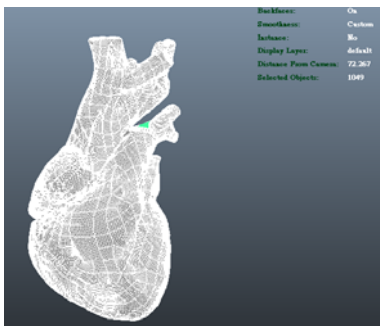 Backfaces: On
Smoothness: Custom
Instance: No
Display Layer: default
Distance From Camera: 72.267
Selected Objects: 1049